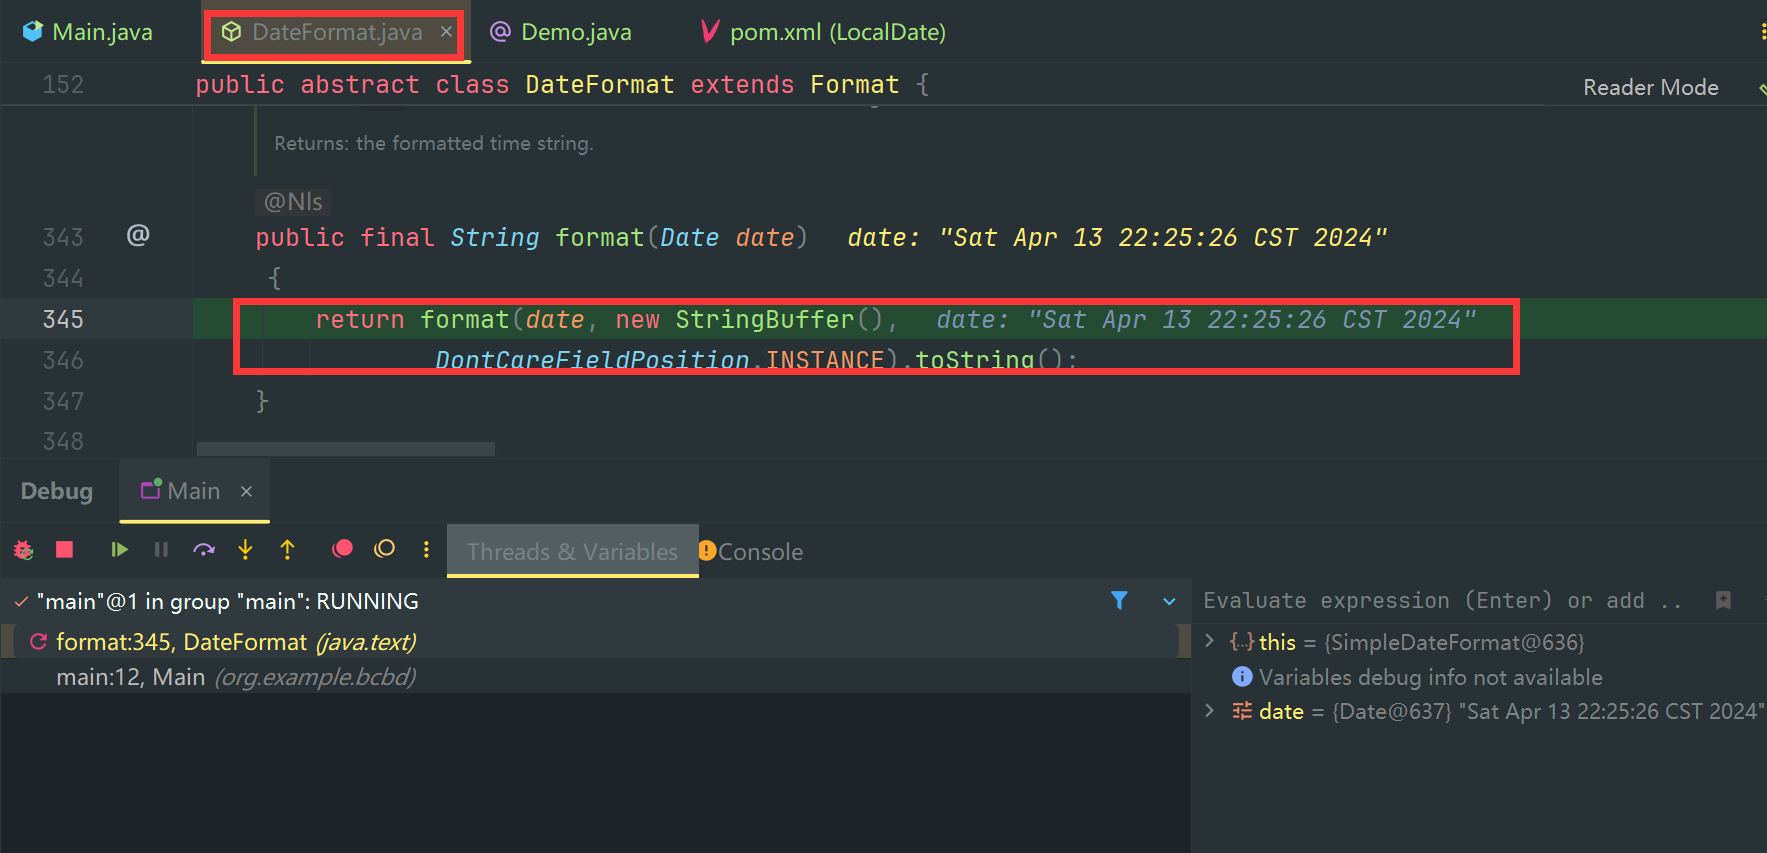 Main.java
DateFormat.java
Demo.java
pom.xml (LocalDate)
152 public abstract class DateFormat extends Format {
Reader Mode
Returns: the formatted time string.
@Nls
343 @ public final String format(Date date) date: "Sat Apr 13 22:25:26 CST 2024"
344 {
345 return format(date, new StringBuffer(), date: "Sat Apr 13 22:25:26 CST 2024"
346 DontCareFieldPosition.INSTANCE).toString();
347 }
348
Debug
Main
Threads & Variables
Console
"main"@1 in group "main": RUNNING
format:345, DateFormat (java.text)
main:12, Main (org.example.bcbd)
Evaluate expression (Enter) or add ..
this = {SimpleDateFormat@636}
Variables debug info not available
date = {Date@637} "Sat Apr 13 22:25:26 CST 2024"